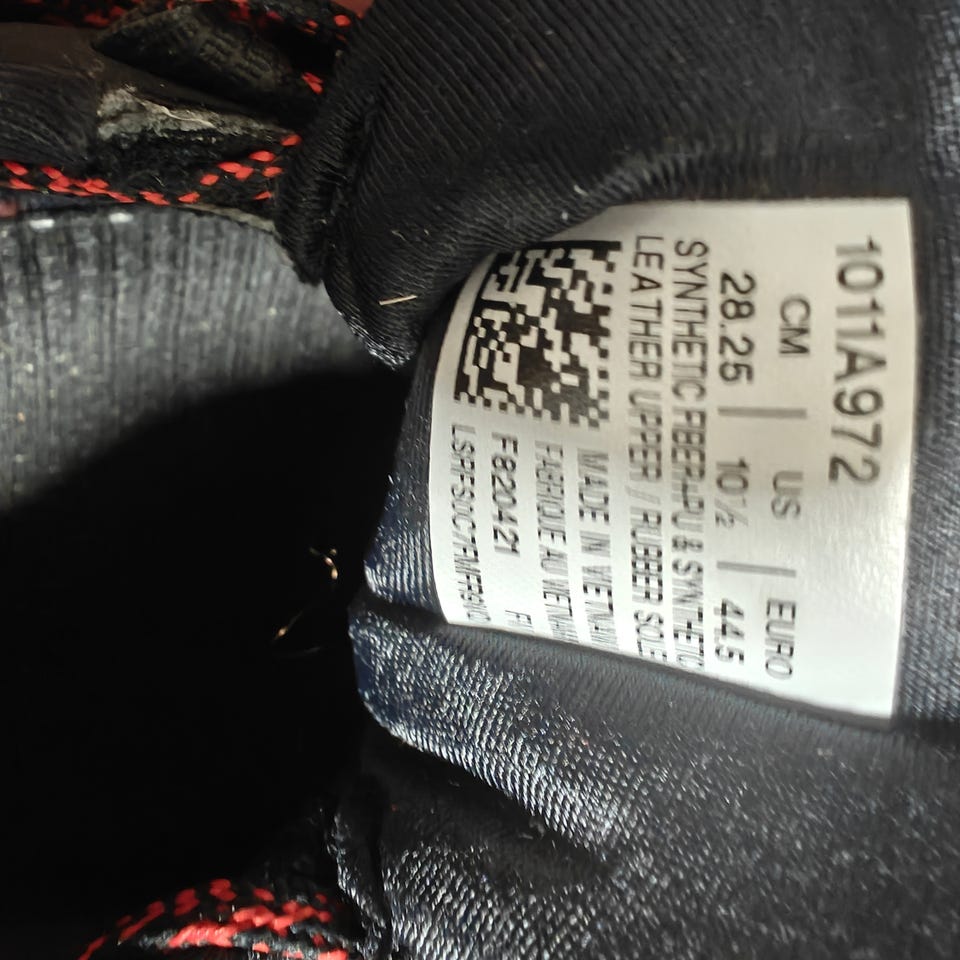 1011A972
CM | US | EURO
28.25 | 10½ | 44.5
SYNTHETIC FIBER+PU & SYNTHETIC
LEATHER UPPER / RUBBER SOLE
MADE IN VIETNAM
FABRIQUE AU VIETNAM
F820421